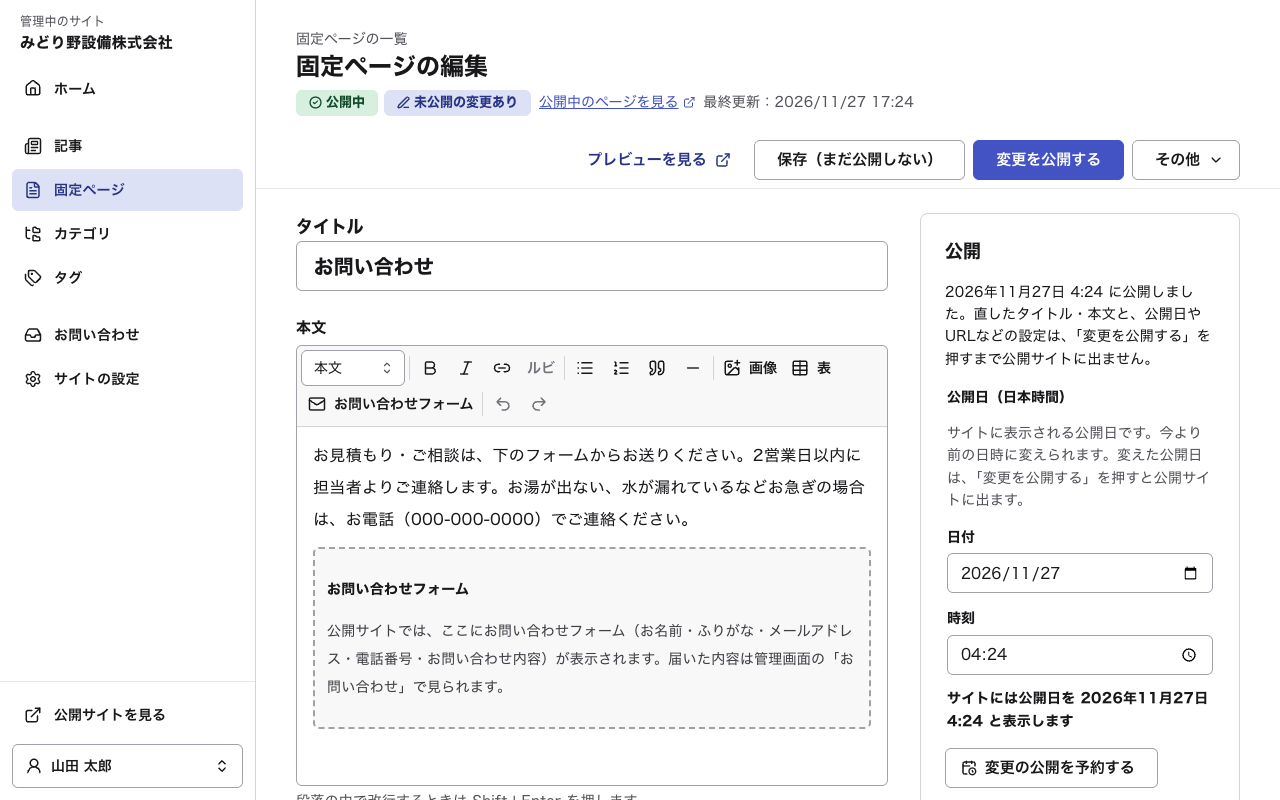 管理中のサイト
みどり野設備株式会社
ホーム
記事
固定ページ
カテゴリ
タグ
お問い合わせ
サイトの設定
公開サイトを見る
山田 太郎
固定ページの一覧
固定ページの編集
公開中
未公開の変更あり
公開中のページを見る
最終更新：2026/11/27 17:24
プレビューを見る
保存（まだ公開しない）
変更を公開する
その他
タイトル
お問い合わせ
本文
本文
B
I
ルビ
画像
表
お問い合わせフォーム
お見積もり・ご相談は、下のフォームからお送りください。2営業日以内に
担当者よりご連絡します。お湯が出ない、水が漏れているなどお急ぎの場合
は、お電話（000-000-0000）でご連絡ください。
お問い合わせフォーム
公開サイトでは、ここにお問い合わせフォーム（お名前・ふりがな・メールアドレ
ス・電話番号・お問い合わせ内容）が表示されます。届いた内容は管理画面の「お
問い合わせ」で見られます。
段落の中で改行するときは Shift+Enter を押します。
公開
2026年11月27日 4:24 に公開しまし
た。直したタイトル・本文と、公開日や
URLなどの設定は、「変更を公開する」を
押すまで公開サイトに出ません。
公開日（日本時間）
サイトに表示される公開日です。今より
前の日時に変えられます。変えた公開日
は、「変更を公開する」を押すと公開サイ
トに出ます。
日付
2026/11/27
時刻
04:24
サイトには公開日を 2026年11月27日
4:24 と表示します
変更の公開を予約する